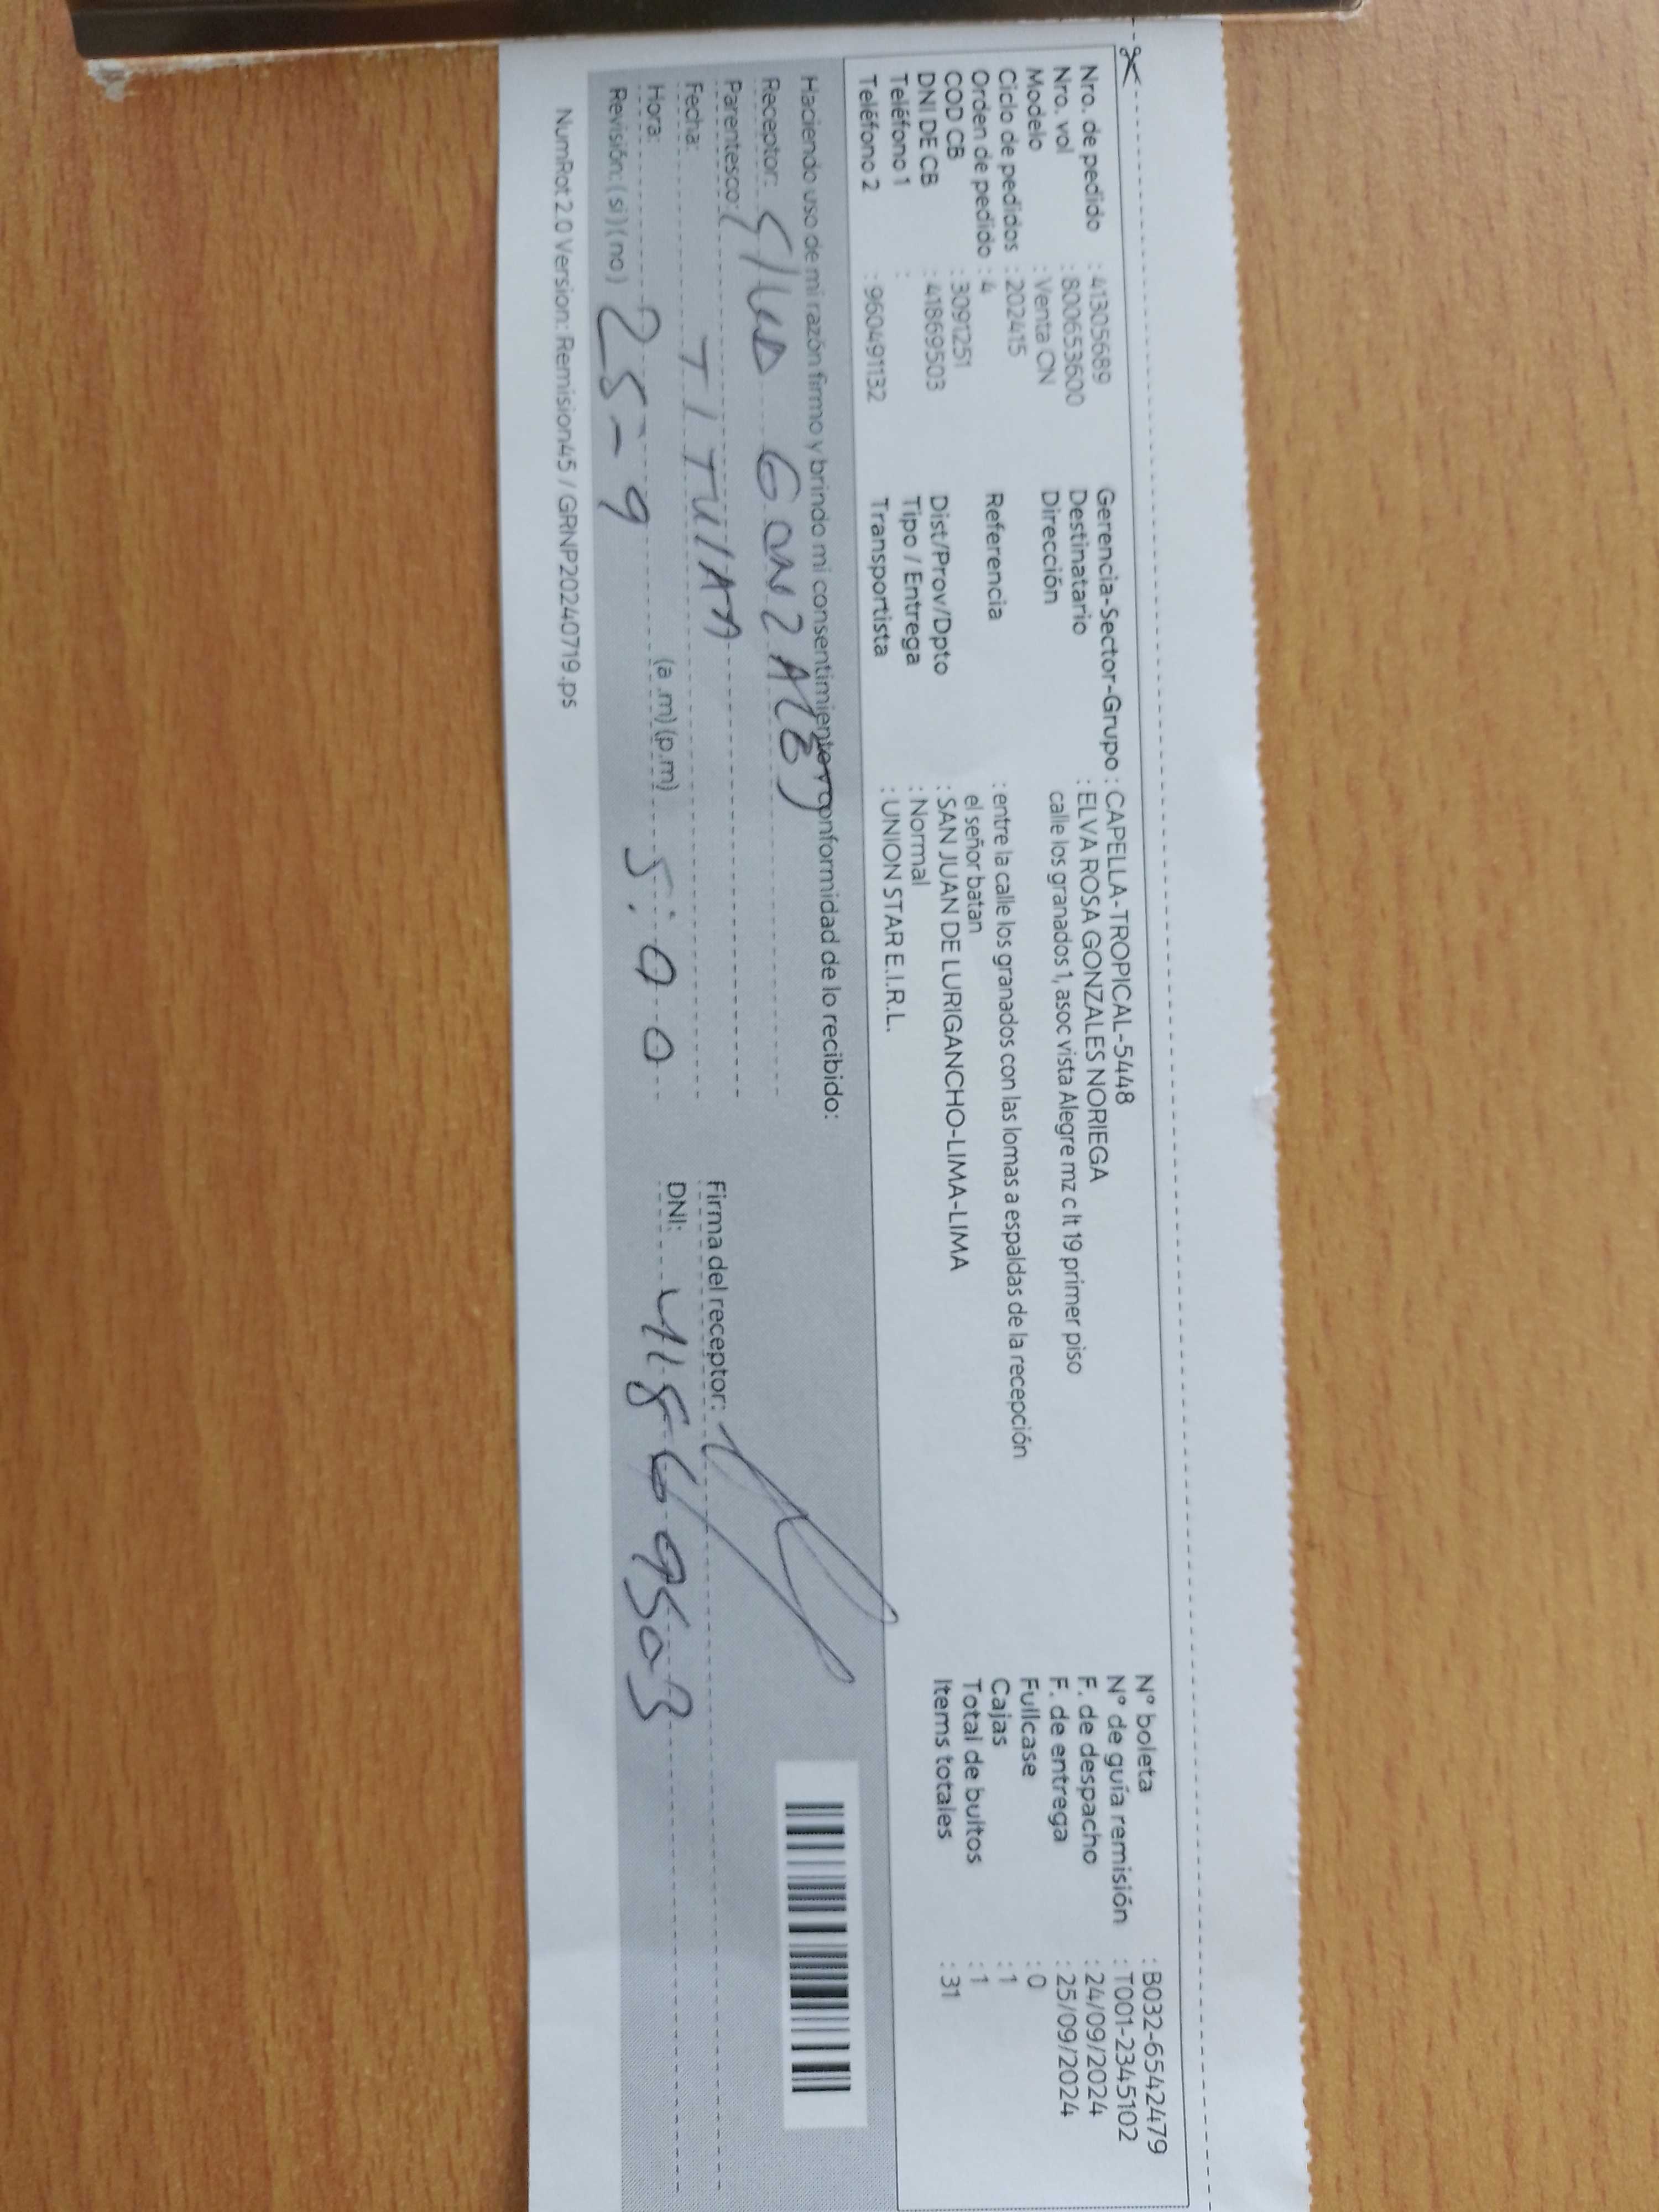 Nro. de pedido : 41305689
Nro. vol : 800653600
Modelo : Venta CN
Ciclo de pedidos : 202415
Orden de pedido : 4
COD CB : 3091251
DNI DE CB : 41869503
Teléfono 1 :
Teléfono 2 : 960491132
Gerencia-Sector-Grupo : CAPELLA-TROPICAL-5448
Destinatario : ELVA ROSA GONZALES NORIEGA
Dirección calle los granados 1, asoc vista Alegre mz c lt 19 primer piso
Referencia : entre la calle los granados con las lomas a espaldas de la recepción
el señor batan
Dist/Prov/Dpto : SAN JUAN DE LURIGANCHO-LIMA-LIMA
Tipo / Entrega : Normal
Transportista : UNION STAR E.I.R.L.
N° boleta : B032-6542479
N° de guía remisión : T001-2345102
F. de despacho : 24/09/2024
F. de entrega : 25/09/2024
Fullcase : 0
Cajas : 1
Total de bultos : 1
Items totales : 31
Haciendo uso de mi razón firmo y brindo mi consentimiento y conformidad de lo recibido:
Receptor:
Parentesco:
Fecha: TITULAR
Hora: (a.m) (p.m) 5:00
Revisión: (si) (no) 25-9
Firma del receptor:
DNI: 41869503
NumRot 2.0 Version: Remision45 / GRNP20240719.ps